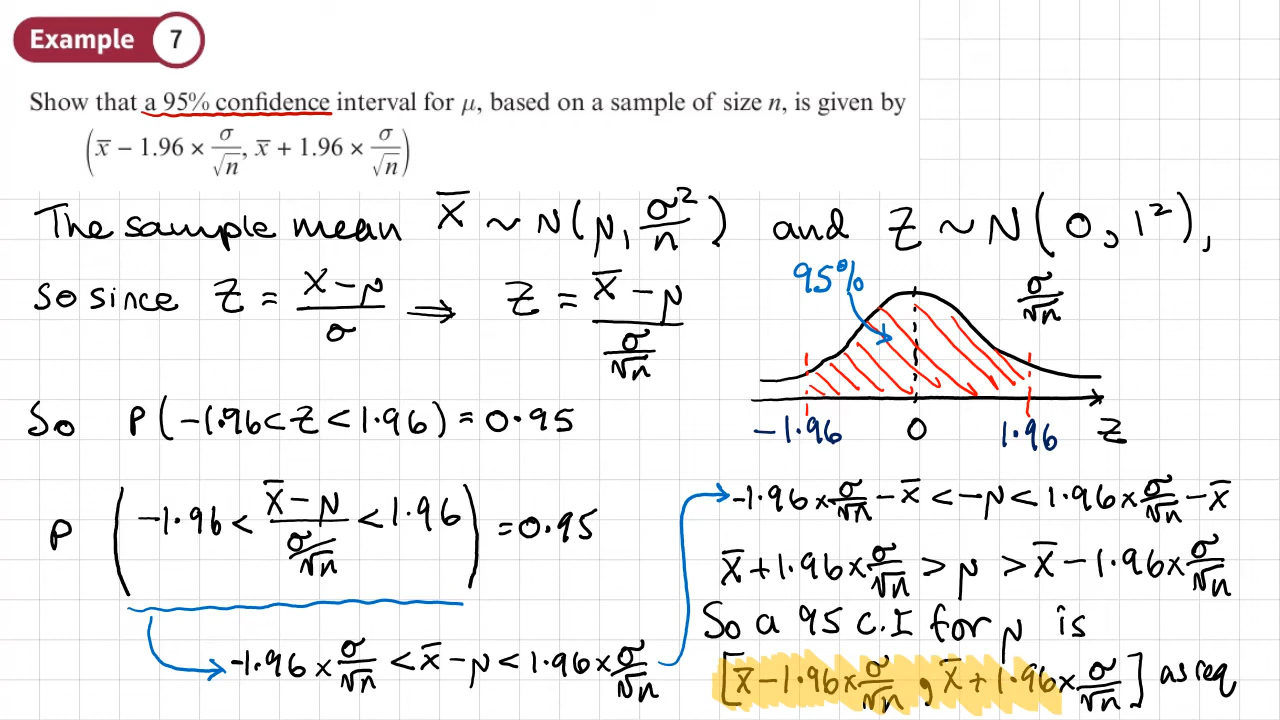 Example 7
Show that a 95% confidence interval for μ, based on a sample of size n, is given by
(x̅ − 1.96 × σ/√n, x̅ + 1.96 × σ/√n)
The sample mean X̅ ~ N(μ, σ²/n) and Z ~ N(0, 1²),
so since Z = (X−μ)/σ ⟹ Z = (X̅−μ)/(σ/√n)
95%
σ/√n
−1.96 0 1.96 Z
So P(−1.96 < Z < 1.96) = 0.95
P(−1.96 < (X̅−μ)/(σ/√n) < 1.96) = 0.95
−1.96 × σ/√n < x̅ − μ < 1.96 × σ/√n
−1.96 × σ/√n − x̅ < −μ < 1.96 × σ/√n − x̅
x̅ + 1.96 × σ/√n > μ > x̅ − 1.96 × σ/√n
So a 95 C.I for μ is
[x̅ − 1.96 × σ/√n , x̅ + 1.96 × σ/√n] as req